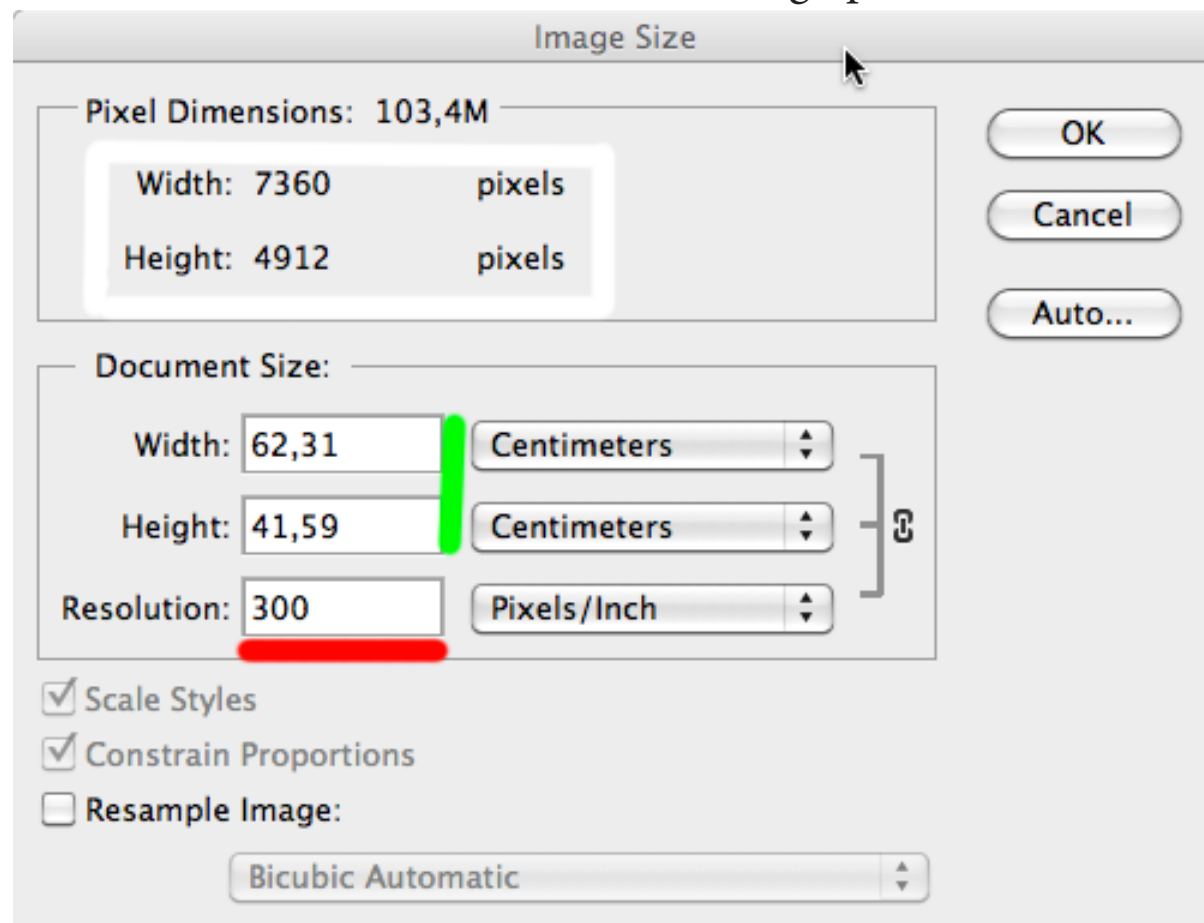 Image Size
Pixel Dimensions: 103,4M
Width: 7360 pixels
Height: 4912 pixels
OK
Cancel
Auto...
Document Size:
Width: 62,31 Centimeters
Height: 41,59 Centimeters
Resolution: 300 Pixels/Inch
Scale Styles
Constrain Proportions
Resample Image:
Bicubic Automatic